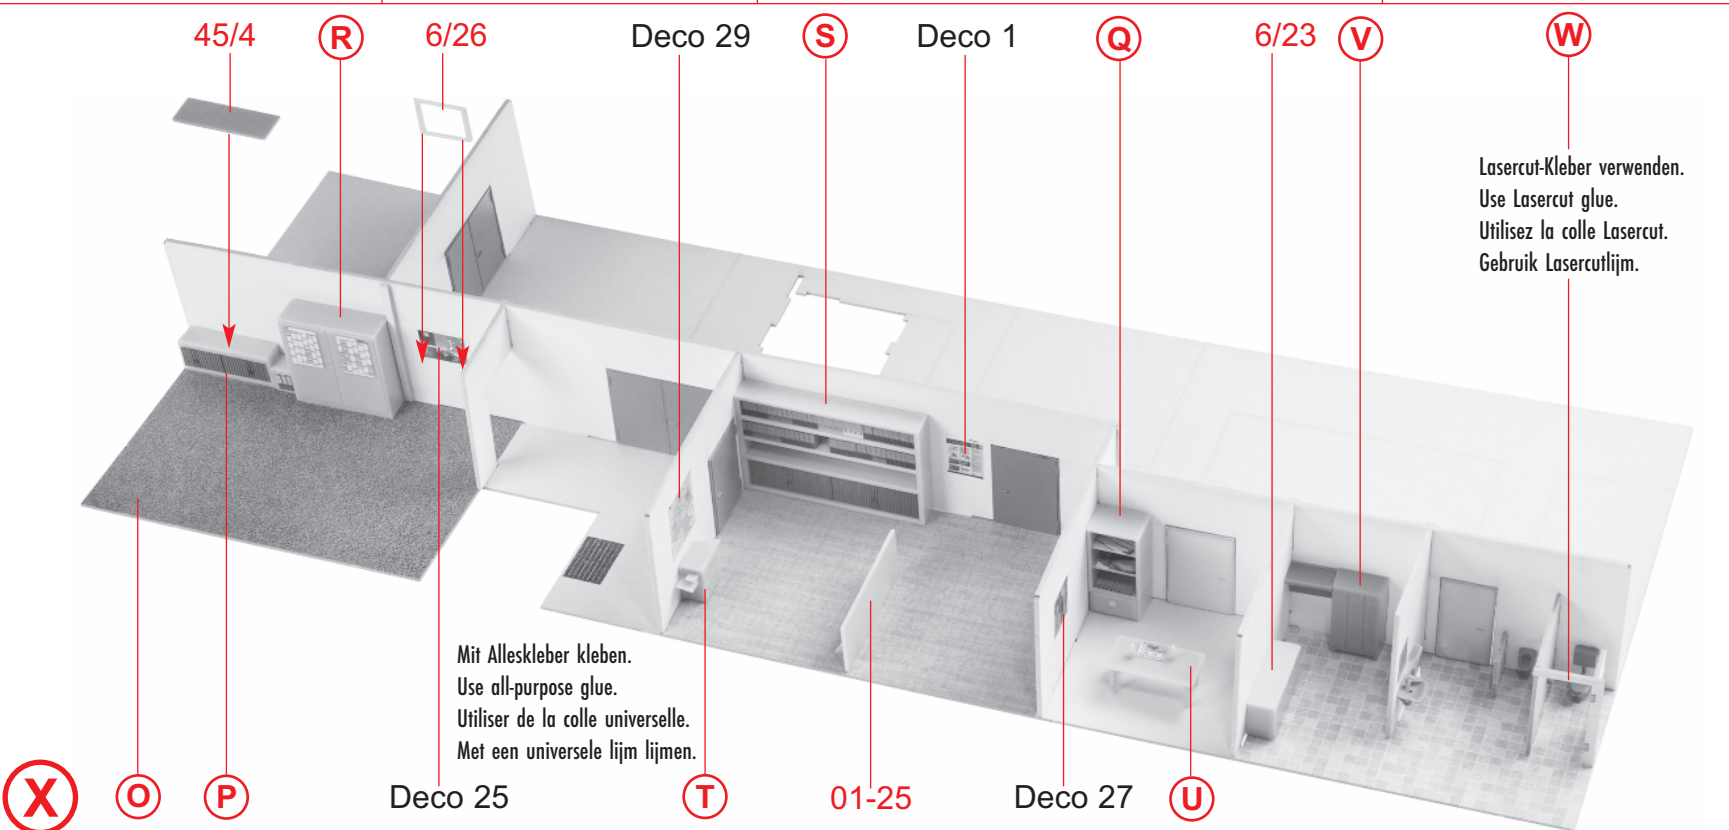 45/4 R 6/26 Deco 29 S Deco 1 Q 6/23 V W
Lasercut-Kleber verwenden.
Use Lasercut glue.
Utilisez la colle Lasercut.
Gebruik Lasercutlijm.
Mit Alleskleber kleben.
Use all-purpose glue.
Utiliser de la colle universelle.
Met een universele lijm lijmen.
X O P Deco 25 T 01-25 Deco 27 U